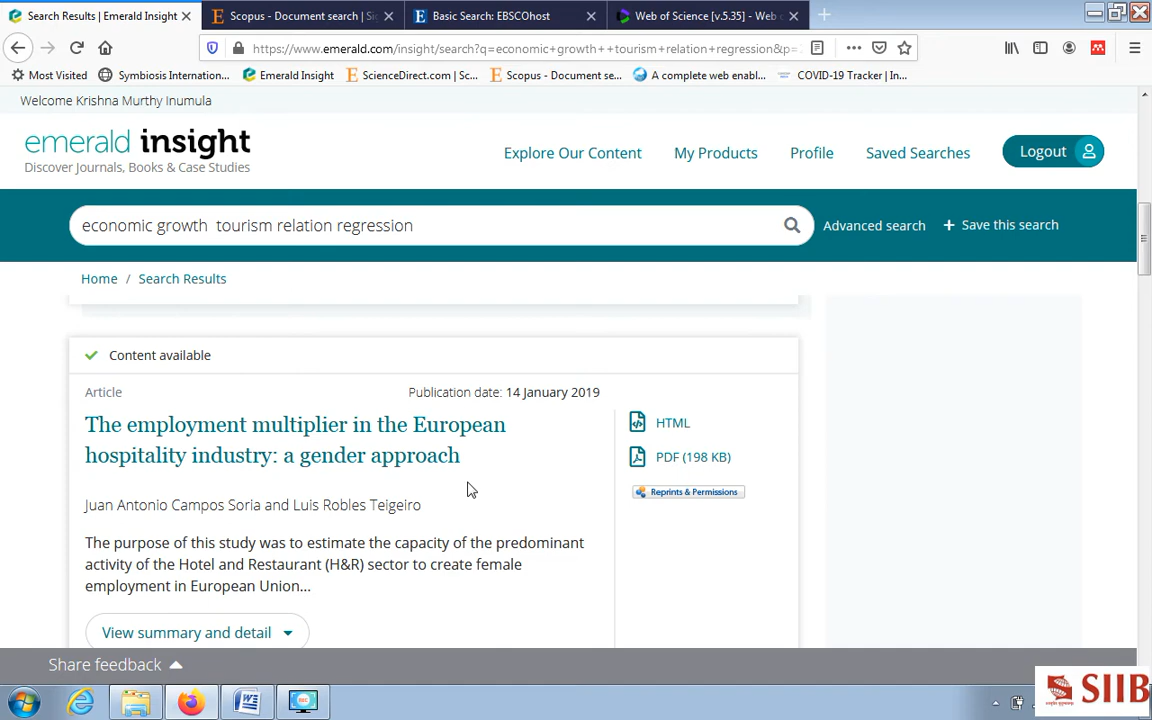 Search Results | Emerald Insight
Scopus - Document search | Si
Basic Search: EBSCOhost
Web of Science [v.5.35] - Web
https://www.emerald.com/insight/search?q=economic+growth++tourism+relation+regression&p=
Most Visited
Symbiosis Internation...
Emerald Insight
ScienceDirect.com | Sc...
Scopus - Document se...
A complete web enabl...
COVID-19 Tracker | In...
Welcome Krishna Murthy Inumula
emerald insight
Discover Journals, Books & Case Studies
Explore Our Content
My Products
Profile
Saved Searches
Logout
economic growth  tourism relation regression
Advanced search
+ Save this search
Home / Search Results
Content available
Article
Publication date: 14 January 2019
The employment multiplier in the European
hospitality industry: a gender approach
HTML
PDF (198 KB)
Reprints & Permissions
Juan Antonio Campos Soria and Luis Robles Teigeiro
The purpose of this study was to estimate the capacity of the predominant
activity of the Hotel and Restaurant (H&R) sector to create female
employment in European Union...
View summary and detail
Share feedback
SIIB